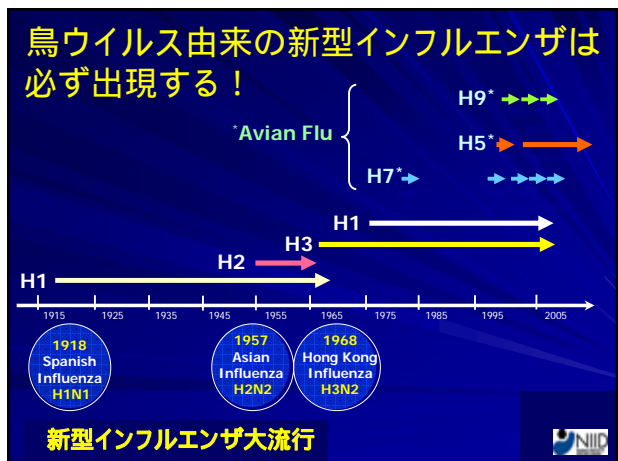 鳥ウイルス由来の新型インフルエンザは
必ず出現する！
H9*
*Avian Flu
H5*
H7*
H1
H3
H2
H1
1915 1925 1935 1945 1955 1965 1975 1985 1995 2005
1918
Spanish
Influenza
H1N1
1957
Asian
Influenza
H2N2
1968
Hong Kong
Influenza
H3N2
新型インフルエンザ大流行
NIID